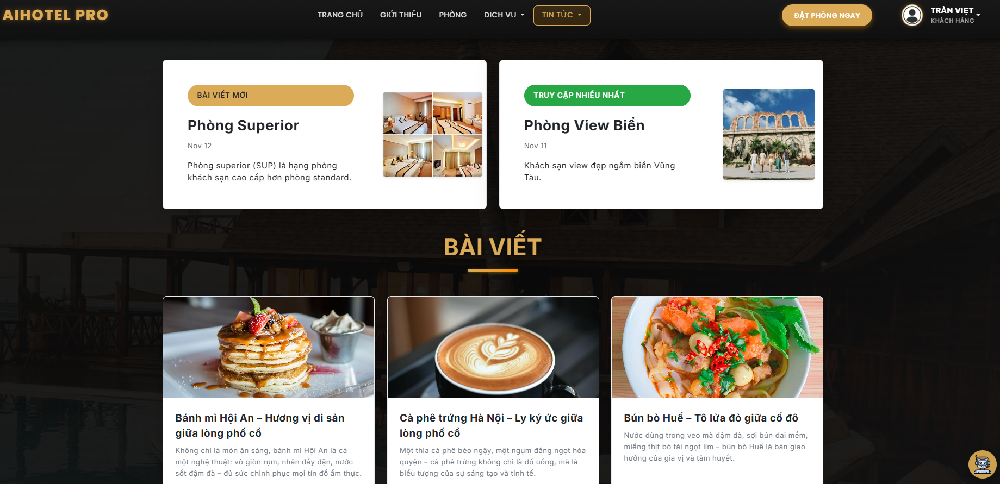 AIHOTEL PRO
TRANG CHỦ
GIỚI THIỆU
PHÒNG
DỊCH VỤ
TIN TỨC
ĐẶT PHÒNG NGAY
TRẦN VIỆT
KHÁCH HÀNG
BÀI VIẾT MỚI
Phòng Superior
Nov 12
Phòng superior (SUP) là hạng phòng
khách sạn cao cấp hơn phòng standard.
TRUY CẬP NHIỀU NHẤT
Phòng View Biển
Nov 11
Khách sạn view đẹp ngắm biển Vũng
Tàu.
BÀI VIẾT
Bánh mì Hội An – Hương vị di sản
giữa lòng phố cổ
Không chỉ là món ăn sáng, bánh mì Hội An là cả
một nghệ thuật: vỏ giòn rụm, nhân đầy đặn, nước
sốt đậm đà – đủ sức chinh phục mọi tín đồ ẩm thực.
Cà phê trứng Hà Nội – Ly ký ức giữa
lòng phố cổ
Một thìa cà phê béo ngậy, một ngụm đắng ngọt hòa
quyện – cà phê trứng không chỉ là đồ uống, mà là
biểu tượng của sự sáng tạo và tinh tế.
Bún bò Huế – Tô lửa đỏ giữa cố đô
Nước dùng trong veo mà đậm đà, sợi bún dai mềm,
miếng thịt bò tái ngọt lịm – bún bò Huế là bản giao
hưởng của gia vị và tâm huyết.